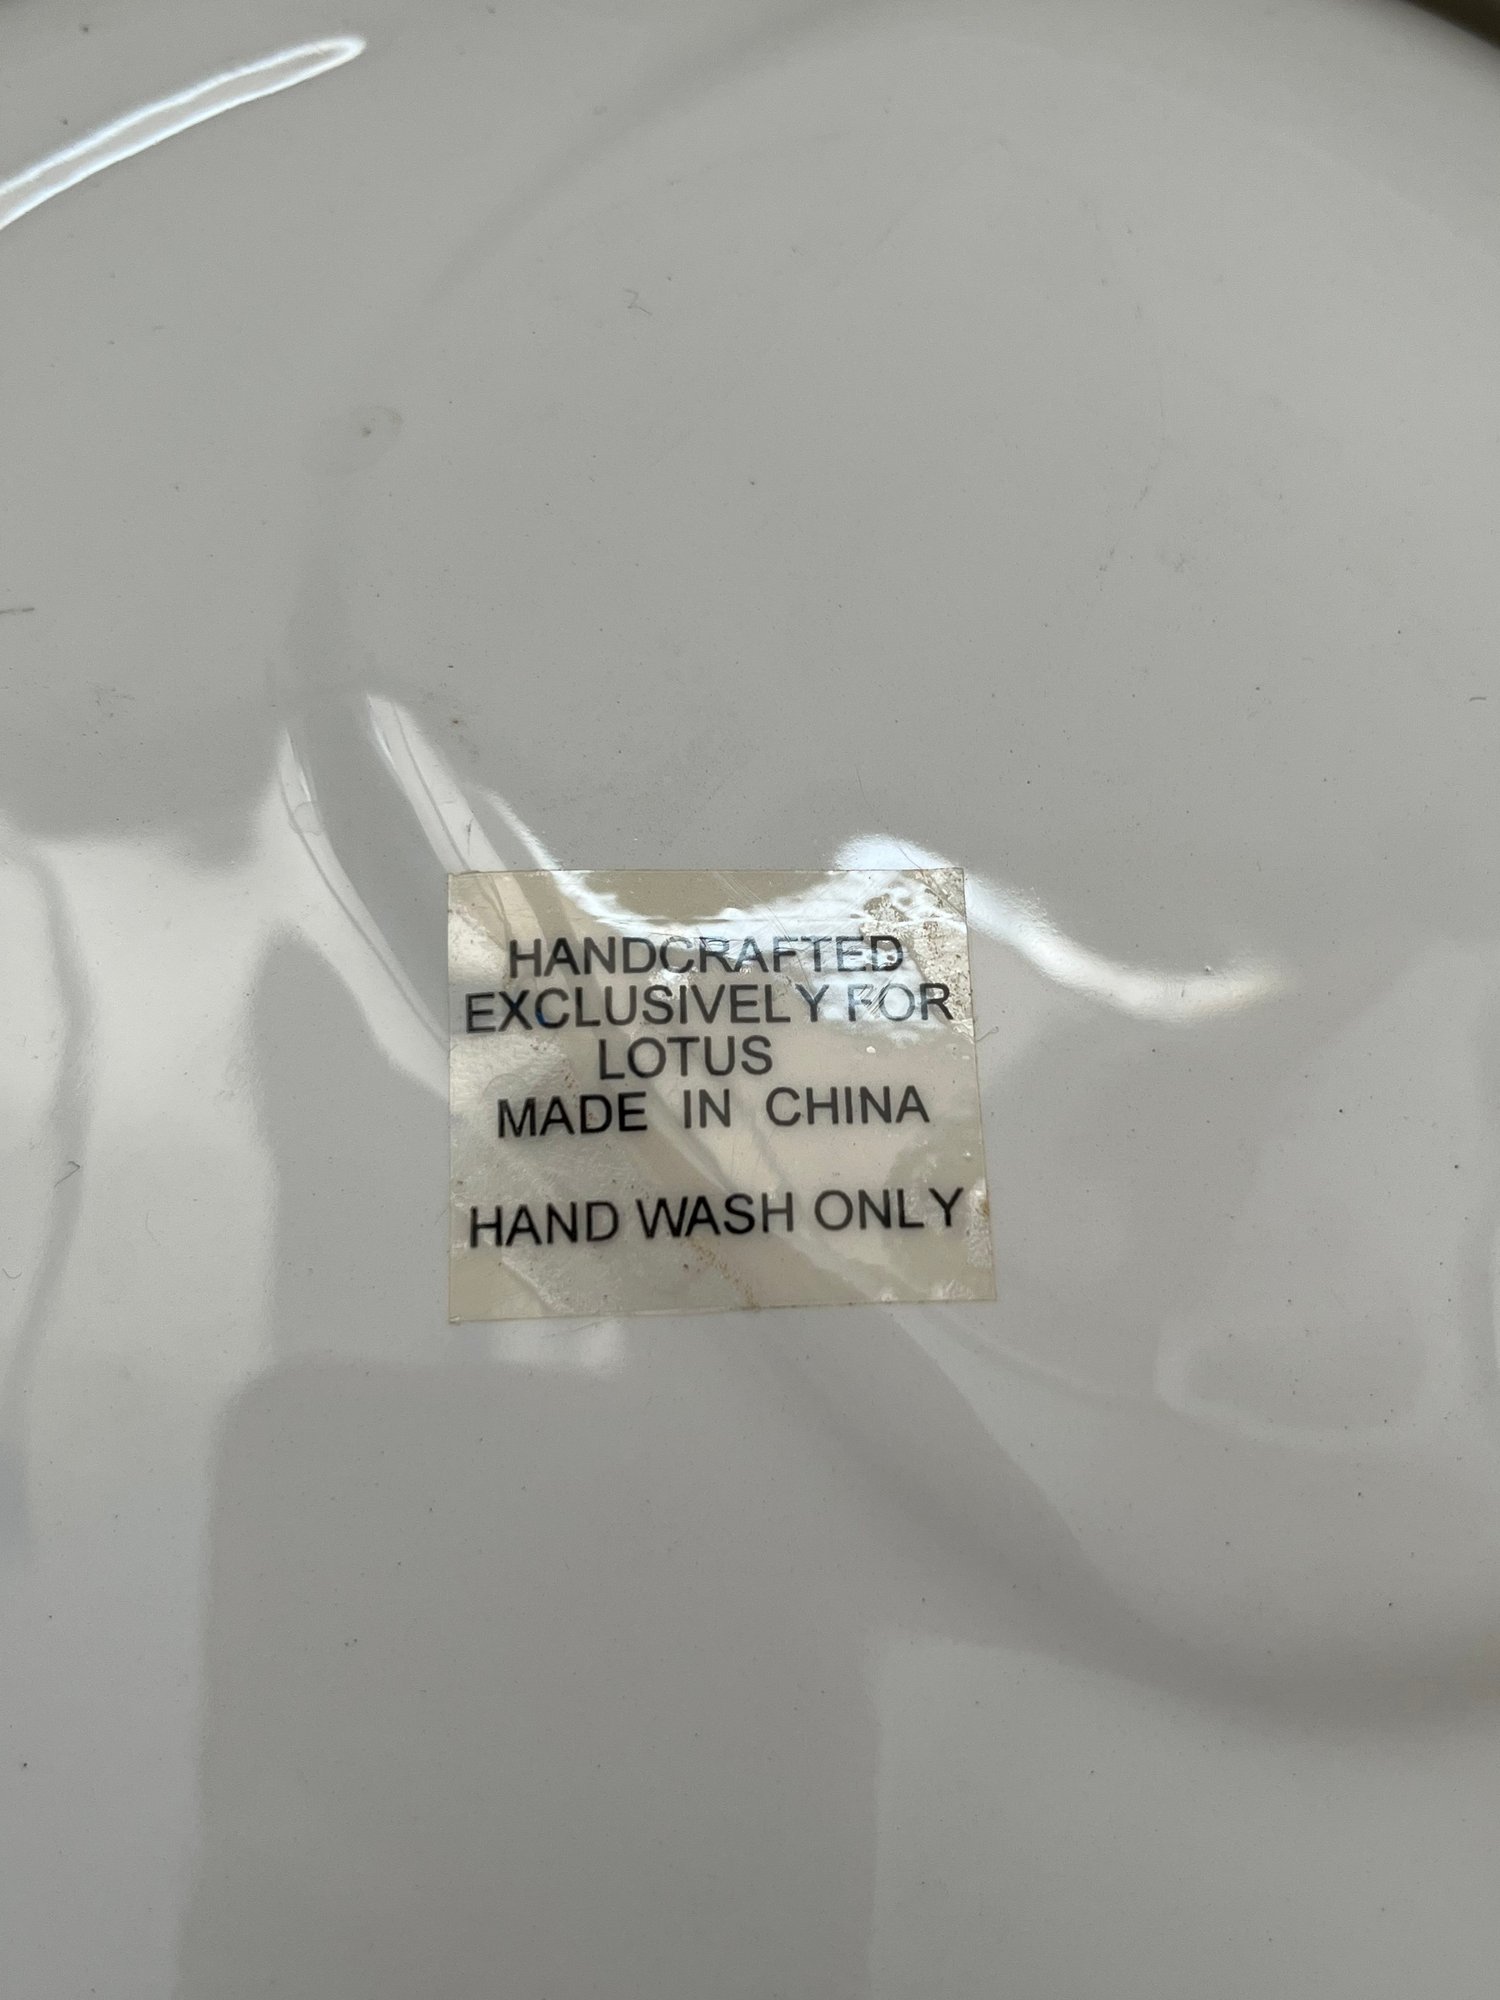 HANDCRAFTED
EXCLUSIVELY FOR
LOTUS
MADE IN CHINA
HAND WASH ONLY